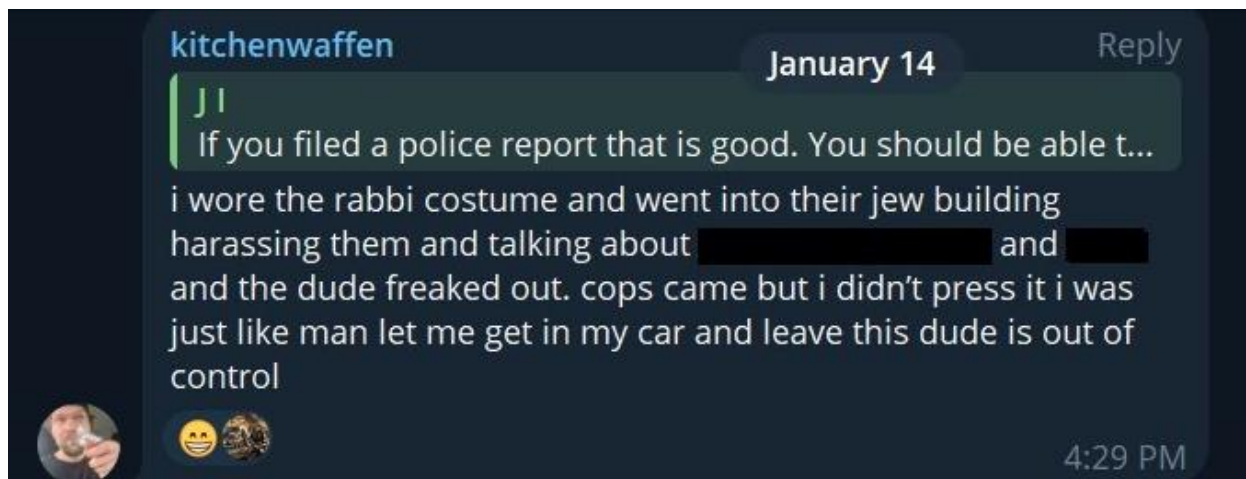 kitchenwaffen
Reply
January 14
J I
If you filed a police report that is good. You should be able t...
i wore the rabbi costume and went into their jew building
harassing them and talking about and
and the dude freaked out. cops came but i didn’t press it i was
just like man let me get in my car and leave this dude is out of
control
4:29 PM